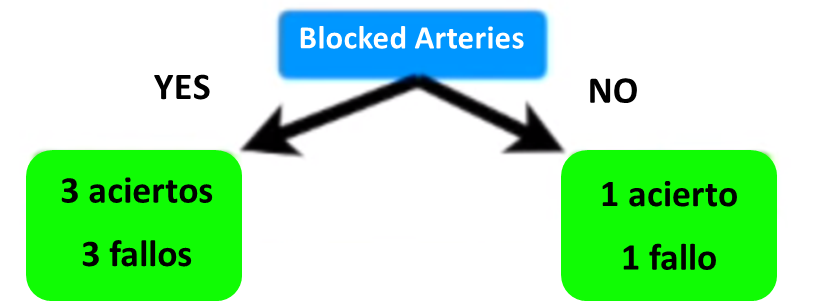 Blocked Arteries
YES
NO
3 aciertos
3 fallos
1 acierto
1 fallo